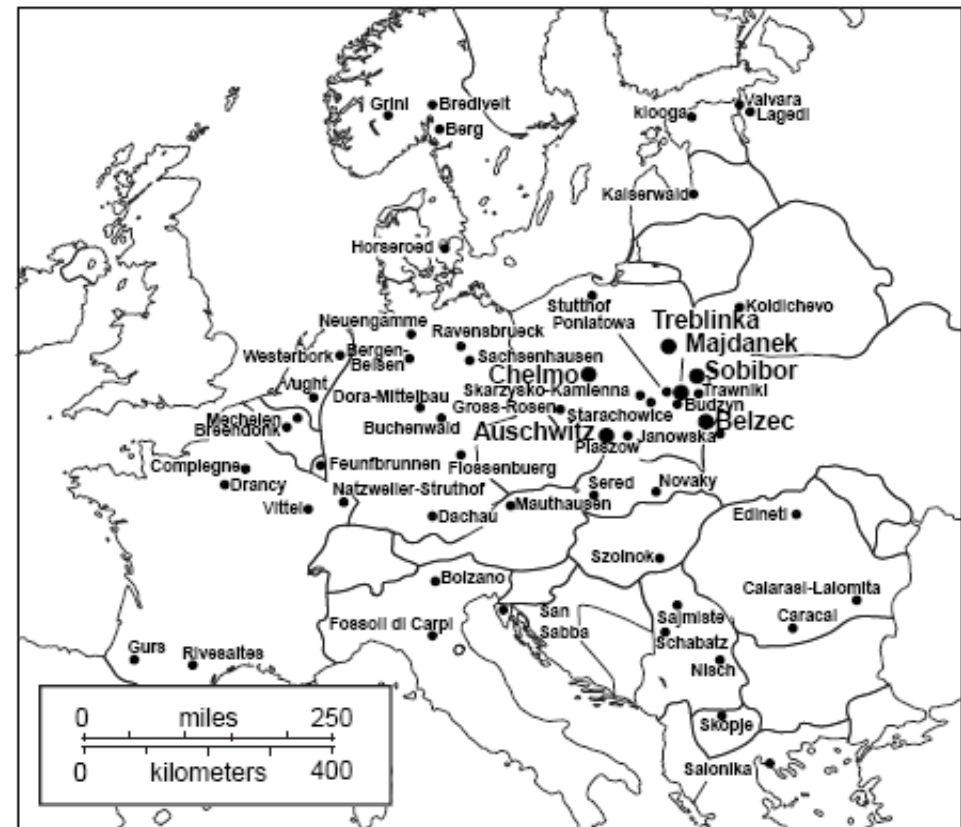 Grini
Bredivelt
Berg
klooga
Valvara
Lagedi
Kaiserwald
Horseroed
Stutthof
Poniatowa
Koldichevo
Treblinka
Majdanek
Neuengamme
Ravensbrueck
Westerbork
Bergen-
Belsen
Sachsenhausen
Sobibor
Chelmo
Vught
Dora-Mittelbau
Skarzysko-Kamienna
Trawniki
Gross-Rosen
Starachowice
Budzyn
Mechelen
Breendonk
Buchenwald
Auschwitz
Belzec
Plaszow
Janowska
Compiegne
Feunfbrunnen
Flossenbuerg
Drancy
Natzweiler-Struthof
Sered
Novaky
Vittel
Dachau
Mauthausen
Edineti
Szolnok
Bolzano
Calarasi-Lalomita
San
Sabba
Sajmiste
Fossoli di Carpi
Caracal
Schabatz
Gurs
Rivesaltes
Nisch
0 miles 250
0 kilometers 400
Skopje
Salonika